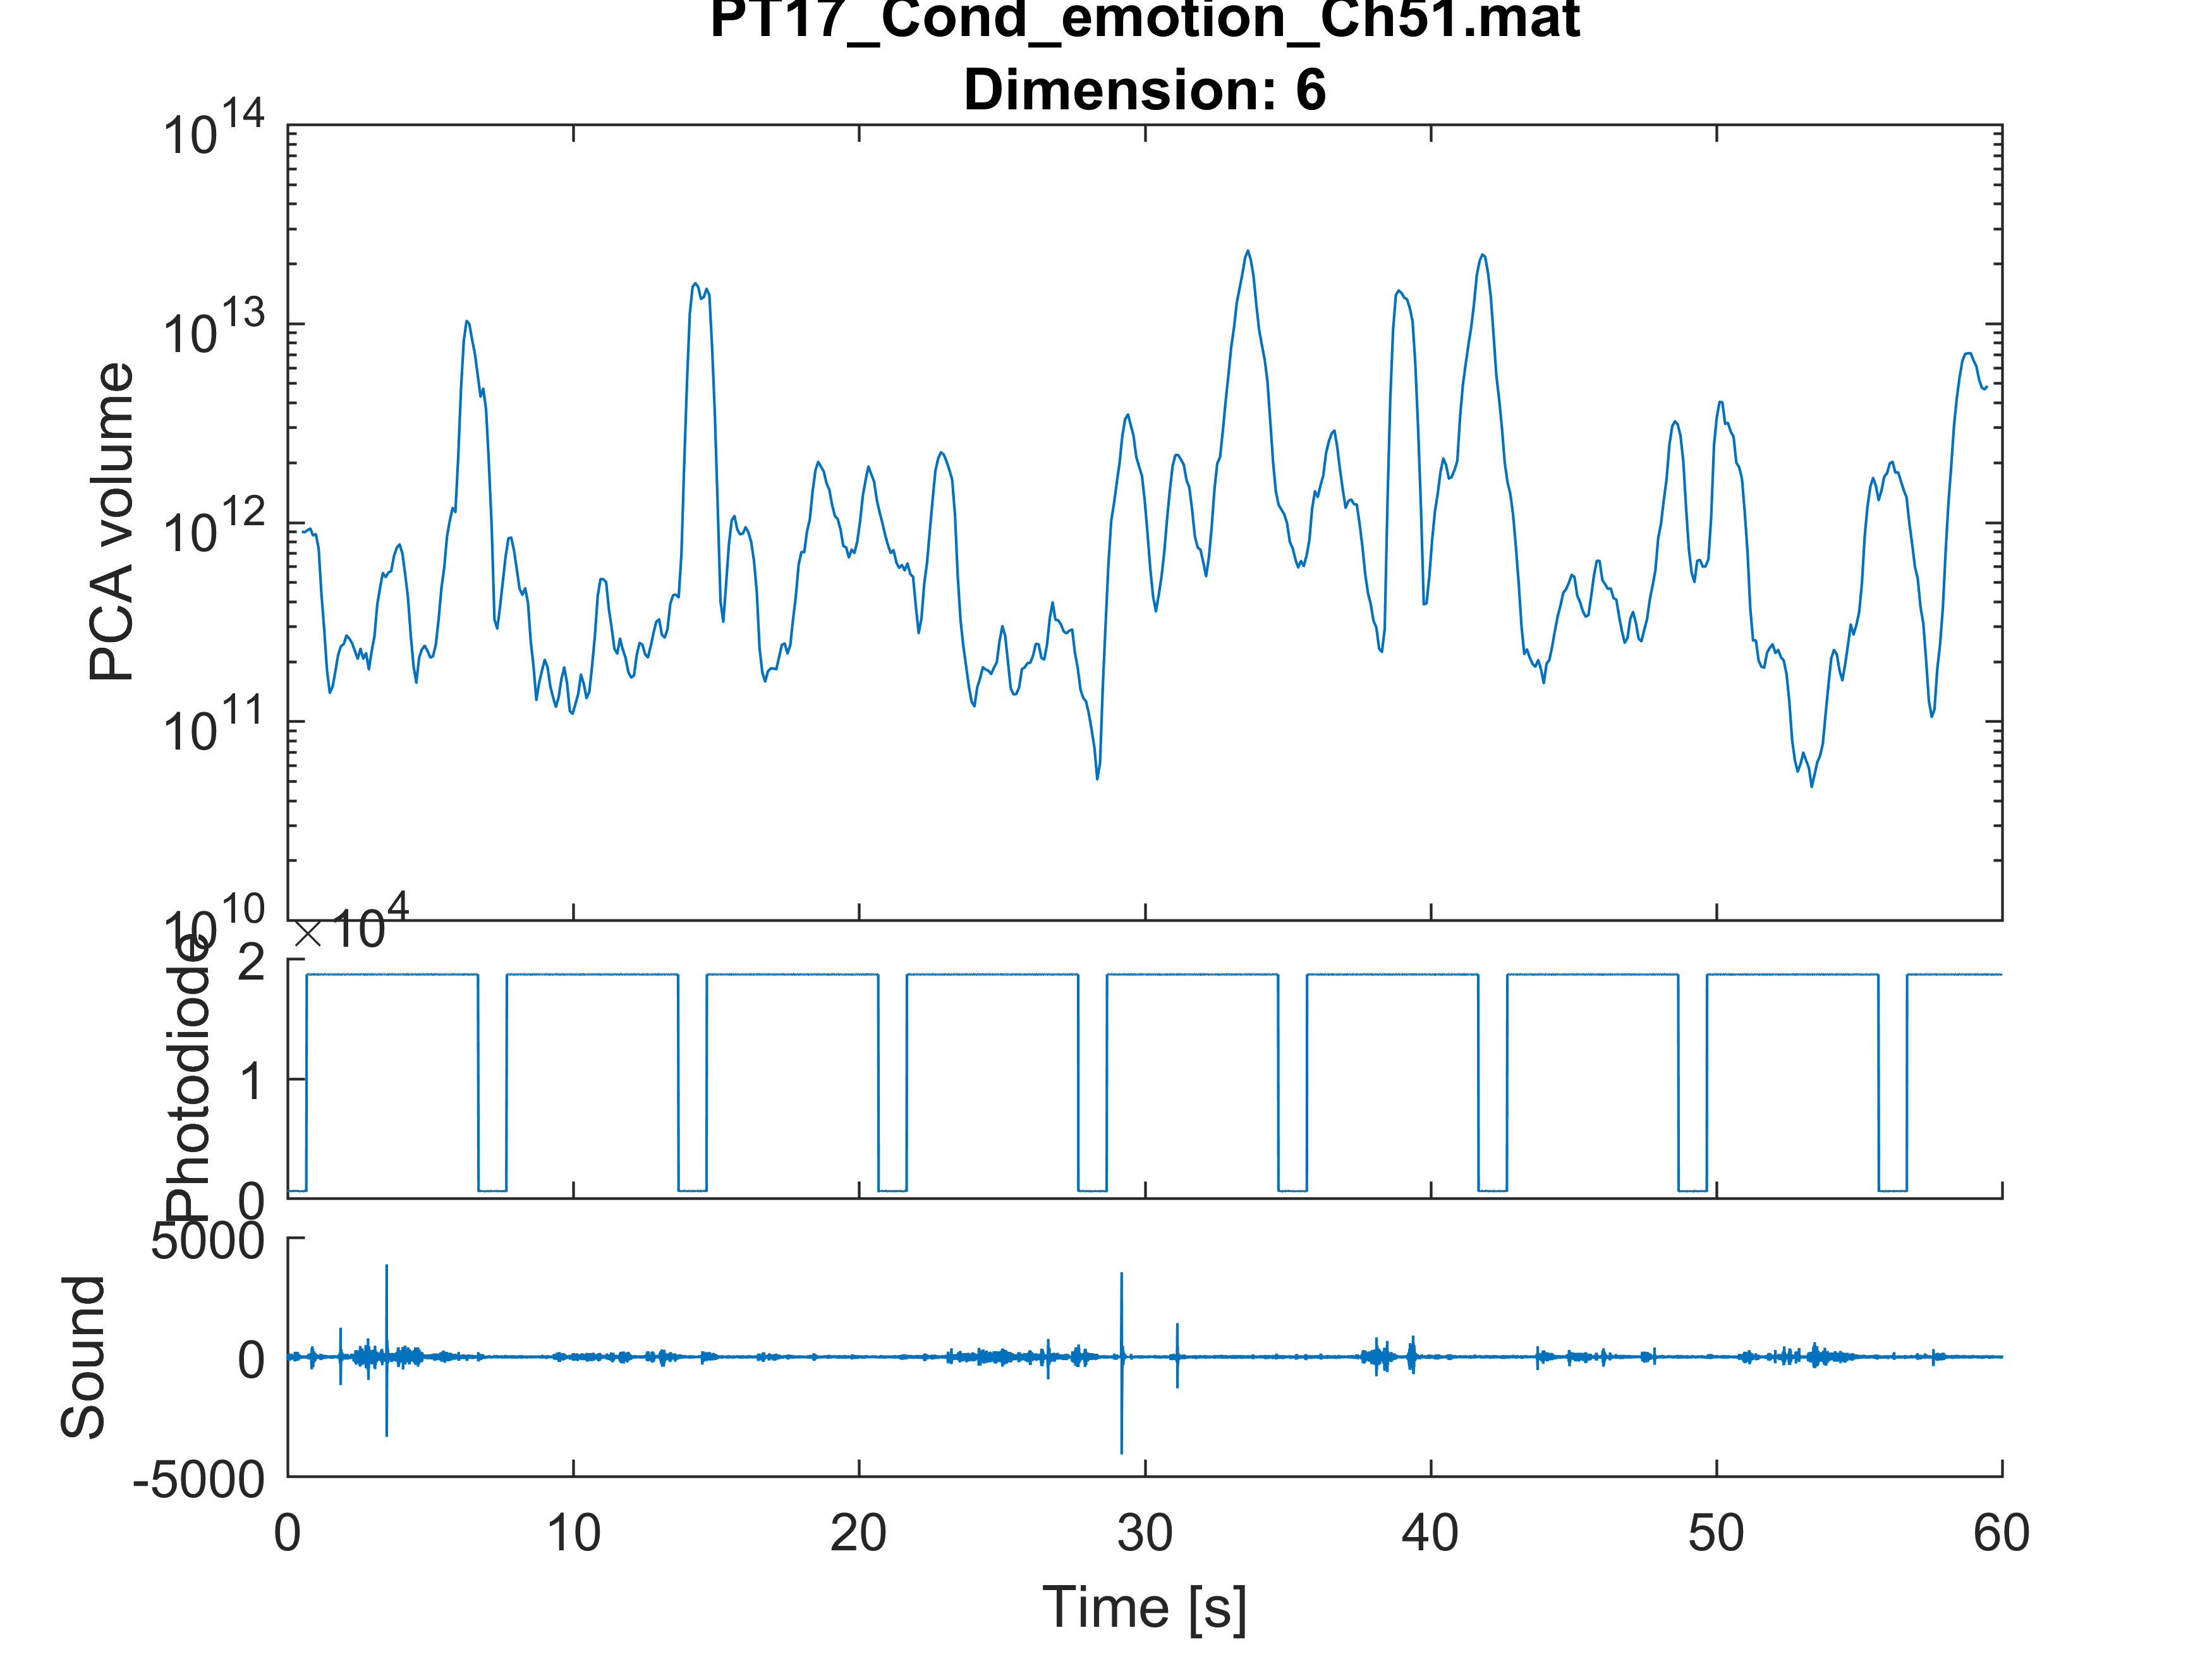 PT17_Cond_emotion_Ch51.mat
Dimension: 6
10^14
10^13
10^12
10^11
10^10
PCA volume
× 10^4
2
1
0
Photodiode
5000
0
-5000
Sound
0 10 20 30 40 50 60
Time [s]